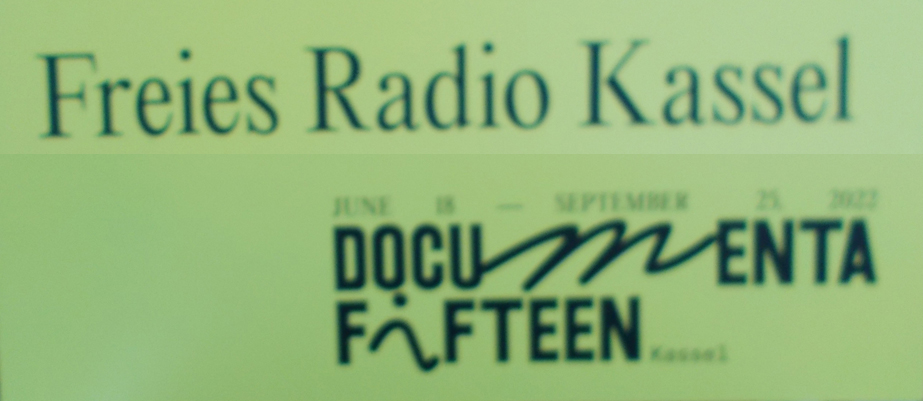 Freies Radio Kassel
JUNE 18 — SEPTEMBER 25, 2022
DOCUMENTA
FIFTEEN Kassel